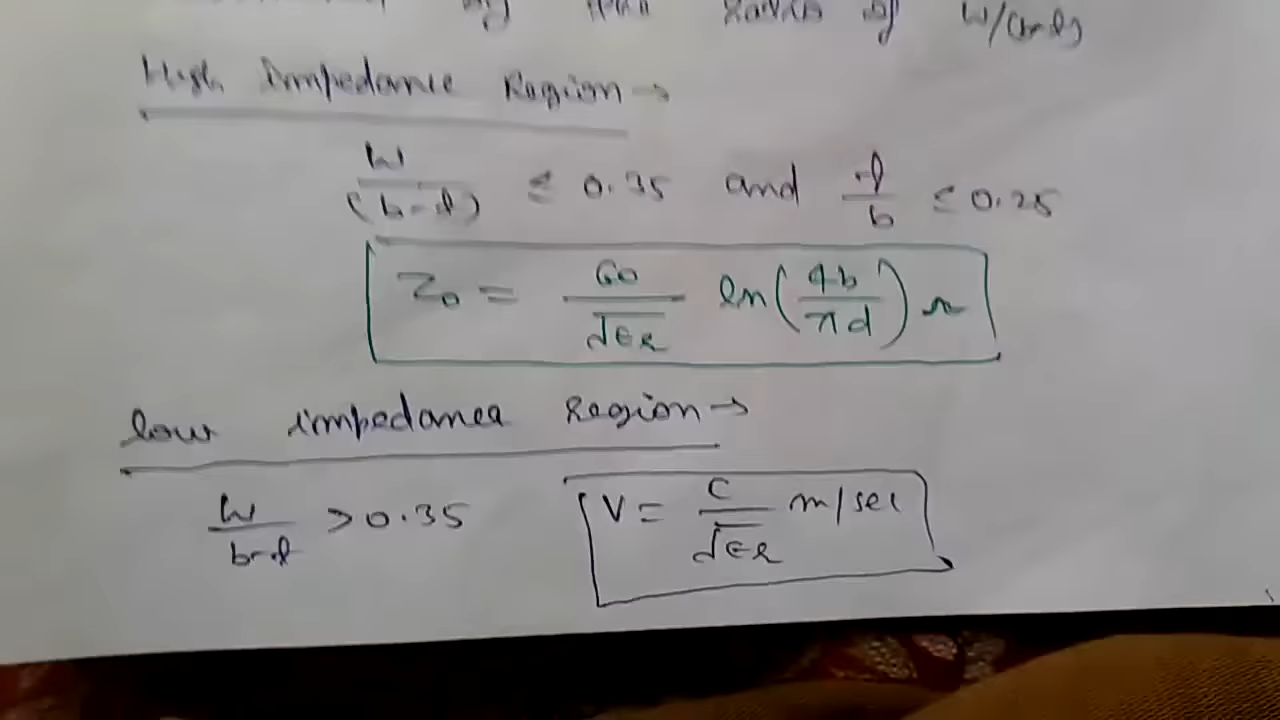 of W/(b-t)
High impedance Region →
W/(b-t) ≤ 0.35 and t/b ≤ 0.25
Z₀ = 60/√εR ln(4b/πd) Ω
low impedance Region →
W/b-t > 0.35 V = C/√εR m/sec